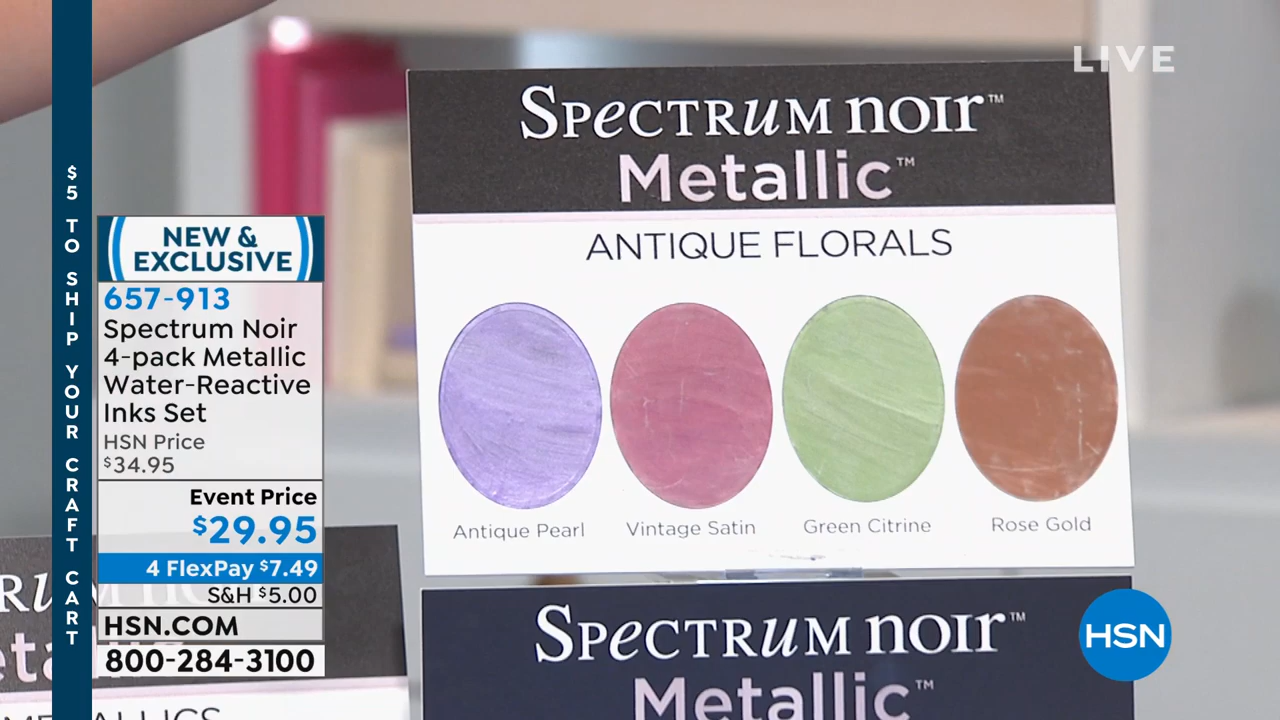 $5 TO SHIP YOUR CRAFT CART
NEW &
EXCLUSIVE
657-913
Spectrum Noir
4-pack Metallic
Water-Reactive
Inks Set
HSN Price
$34.95
Event Price
$29.95
4 FlexPay $7.49
S&H $5.00
HSN.COM
800-284-3100
LIVE
SPECTRUM NOIR™
Metallic™
ANTIQUE FLORALS
Antique Pearl Vintage Satin Green Citrine Rose Gold
SPECTRUM NOIR™
Metallic™
HSN